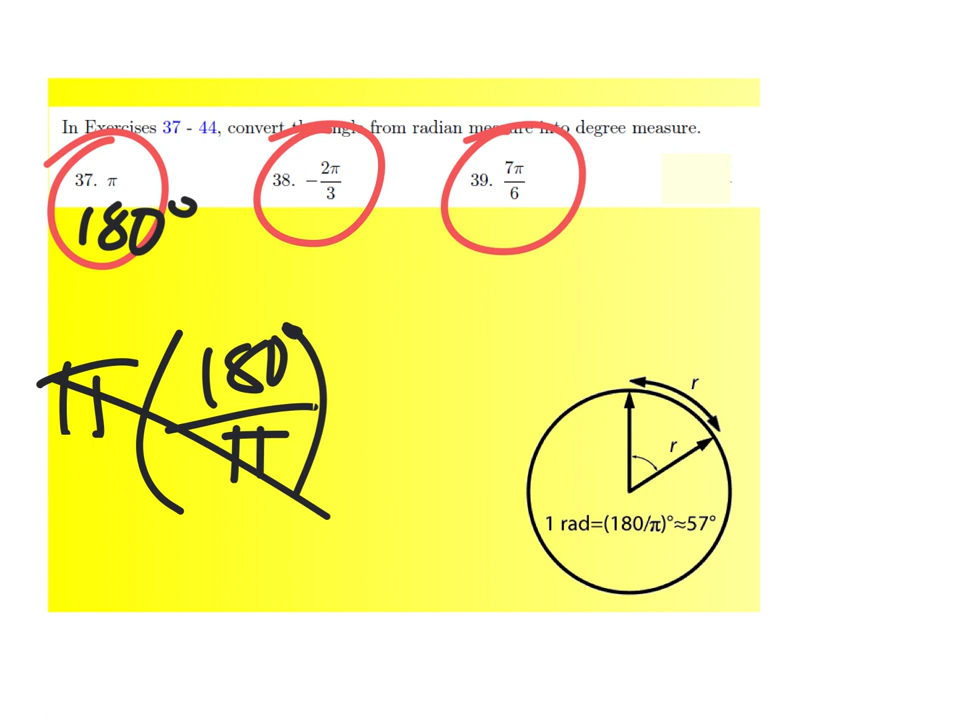 In Exercises 37 - 44, convert the angle from radian measure into degree measure.
37. π
38. −2π/3
39. 7π/6
180°
π(180°/π)
r
r
1 rad=(180/π)°≈57°